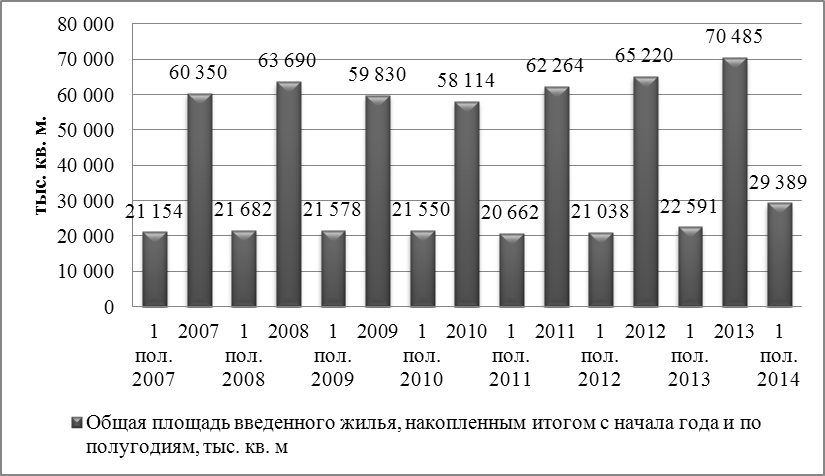 80 000
70 000
60 000
50 000
40 000
30 000
20 000
10 000
0
тыс. кв. м.
21 154
60 350
21 682
63 690
21 578
59 830
21 550
58 114
20 662
62 264
21 038
65 220
22 591
70 485
29 389
1 пол. 2007
2007
1 пол. 2008
2008
1 пол. 2009
2009
1 пол. 2010
2010
1 пол. 2011
2011
1 пол. 2012
2012
1 пол. 2013
2013
1 пол. 2014
Общая площадь введенного жилья, накопленным итогом с начала года и по
полугодиям, тыс. кв. м